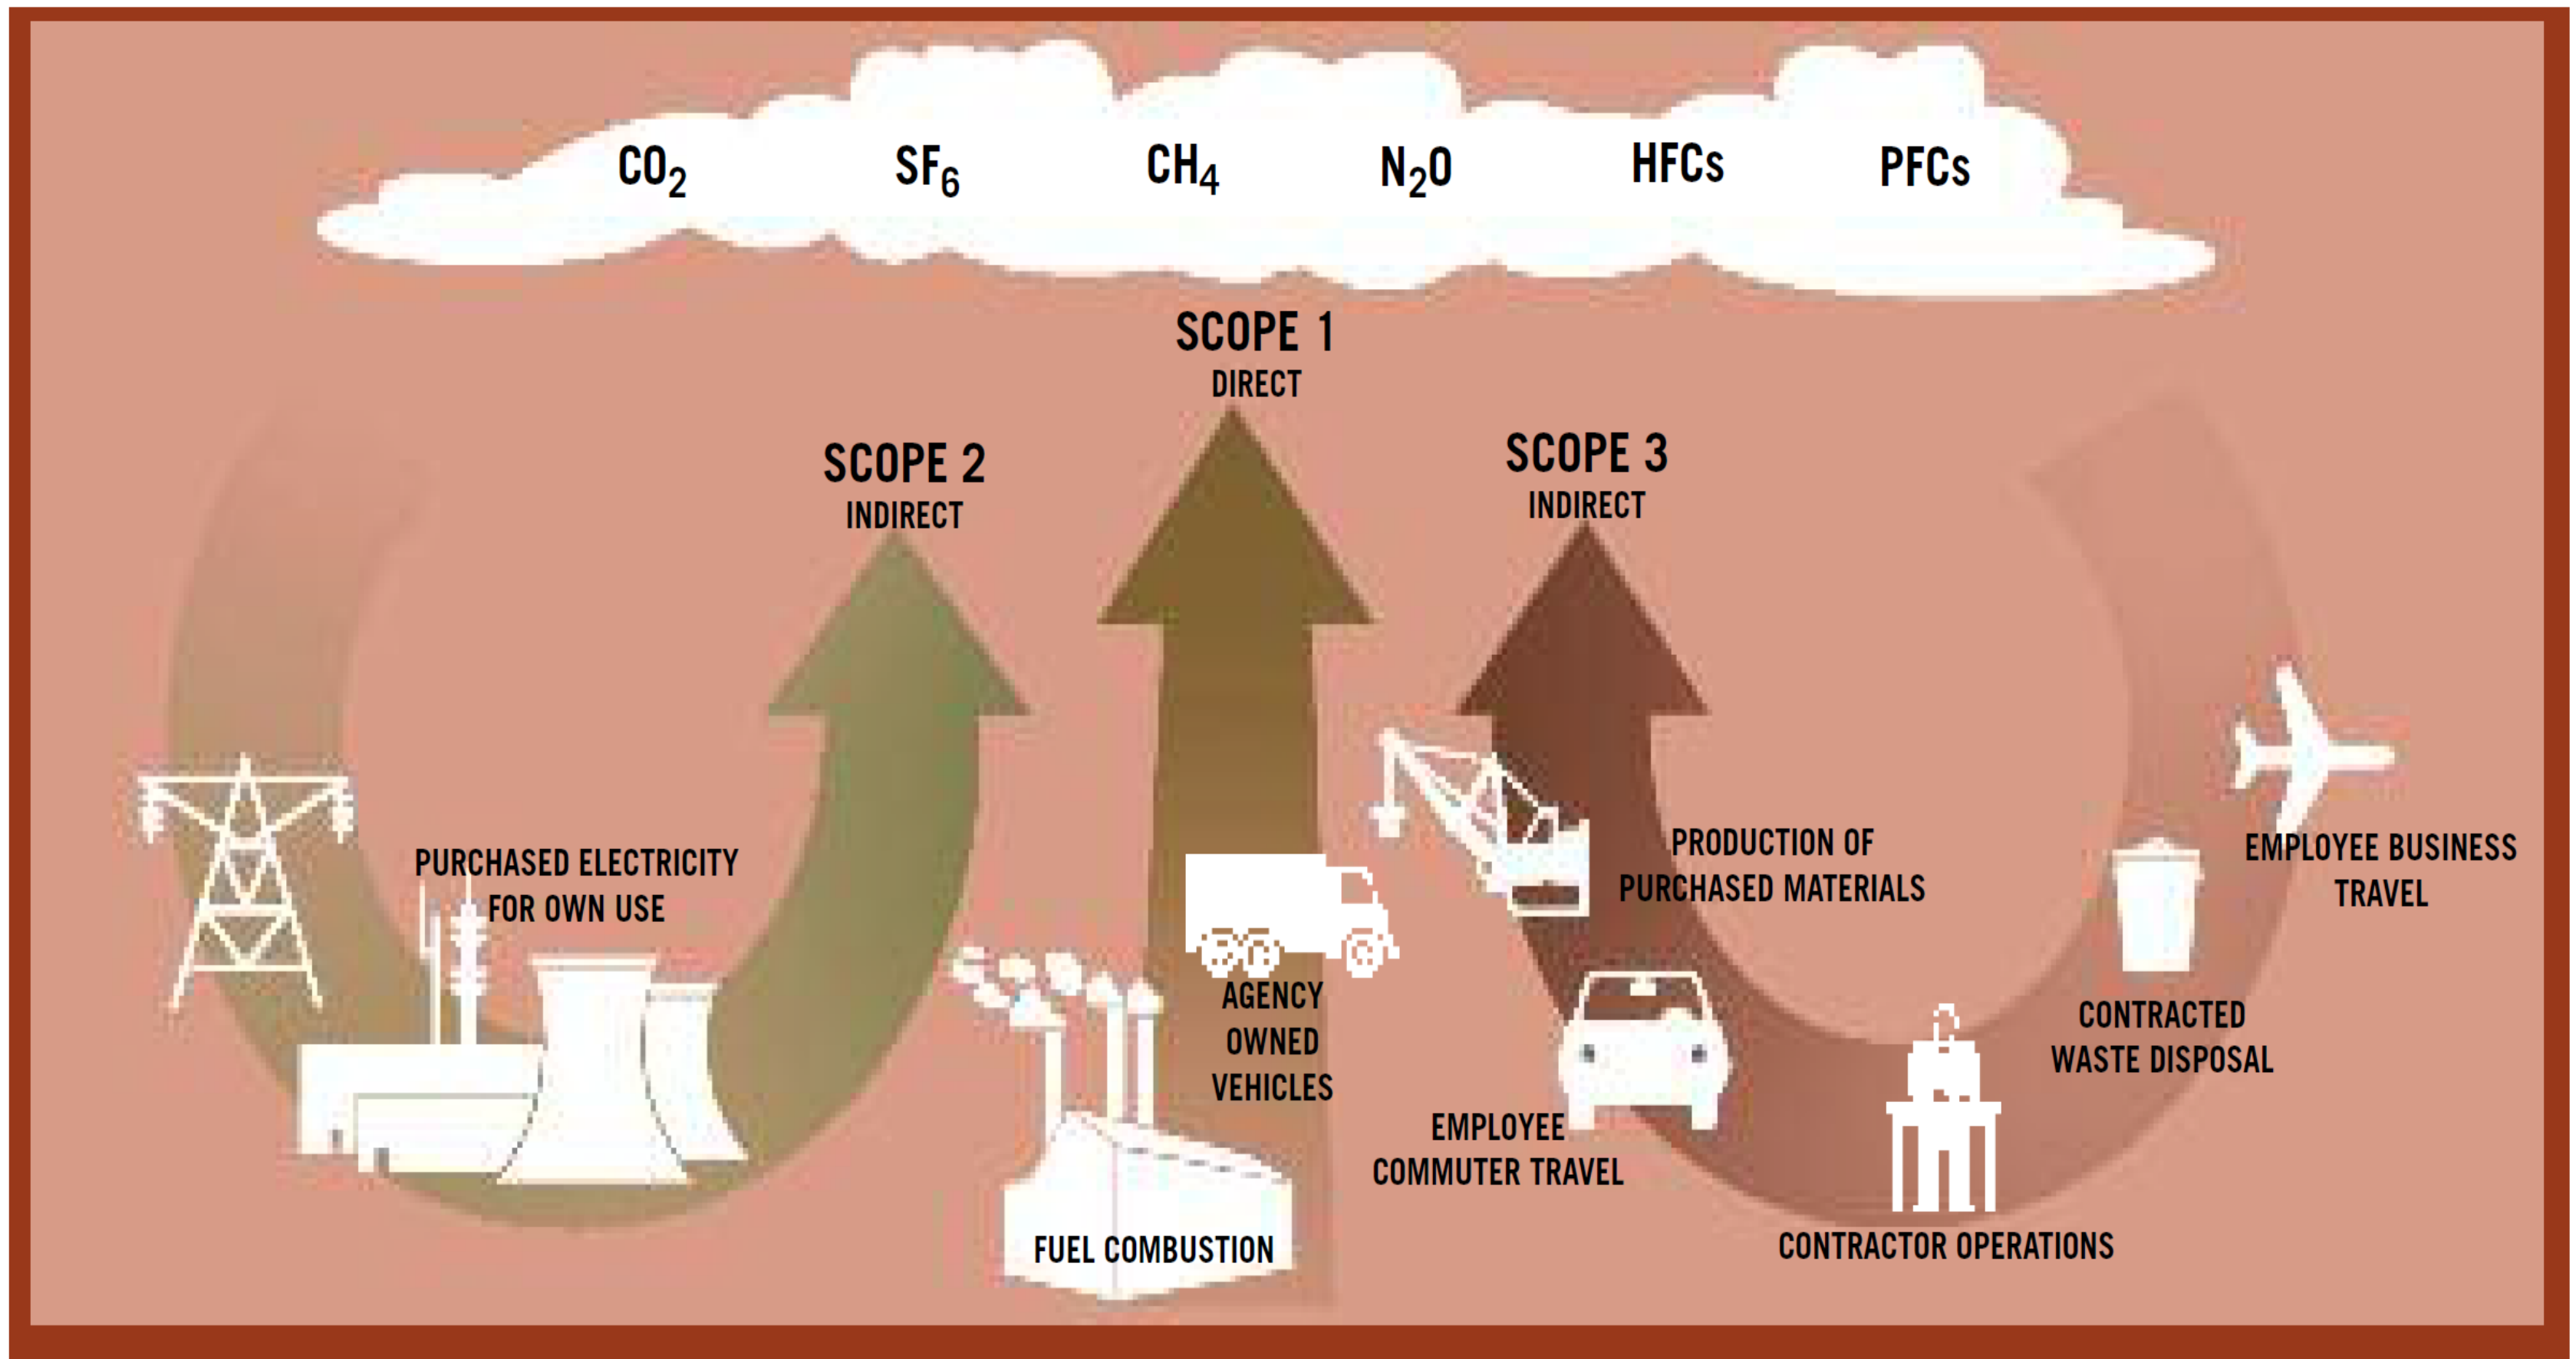 CO₂ SF₆ CH₄ N₂O HFCs PFCs
SCOPE 1
DIRECT
SCOPE 2
INDIRECT
SCOPE 3
INDIRECT
PURCHASED ELECTRICITY
FOR OWN USE
AGENCY
OWNED
VEHICLES
FUEL COMBUSTION
PRODUCTION OF
PURCHASED MATERIALS
EMPLOYEE
COMMUTER TRAVEL
CONTRACTOR OPERATIONS
CONTRACTED
WASTE DISPOSAL
EMPLOYEE BUSINESS
TRAVEL